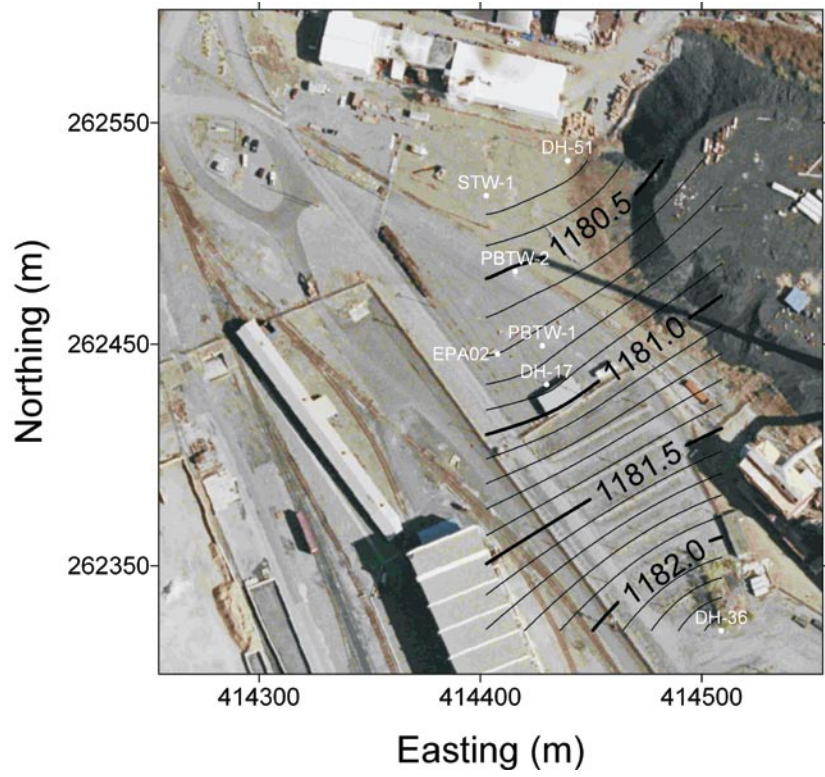 262550
262450
262350
Northing (m)
DH-51
STW-1
1180.5
PBTW-2
PBTW-1
EPA02
1181.0
DH-17
1181.5
1182.0
DH-36
414300
414400
414500
Easting (m)